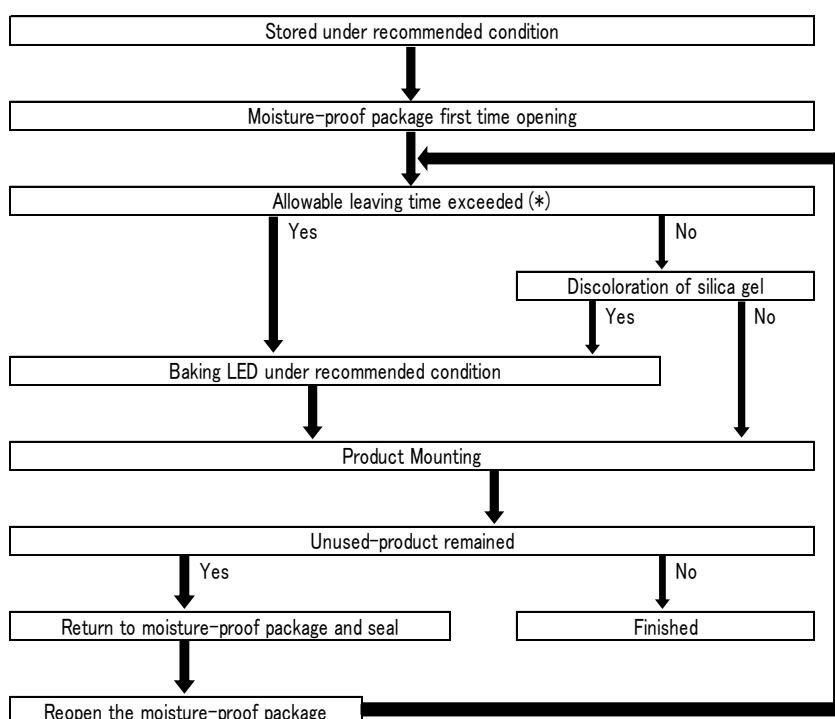 Stored under recommended condition
Moisture-proof package first time opening
Allowable leaving time exceeded (*)
Yes
No
Discoloration of silica gel
Yes
No
Baking LED under recommended condition
Product Mounting
Unused-product remained
Yes
No
Return to moisture-proof package and seal
Finished
Reopen the moisture-proof package